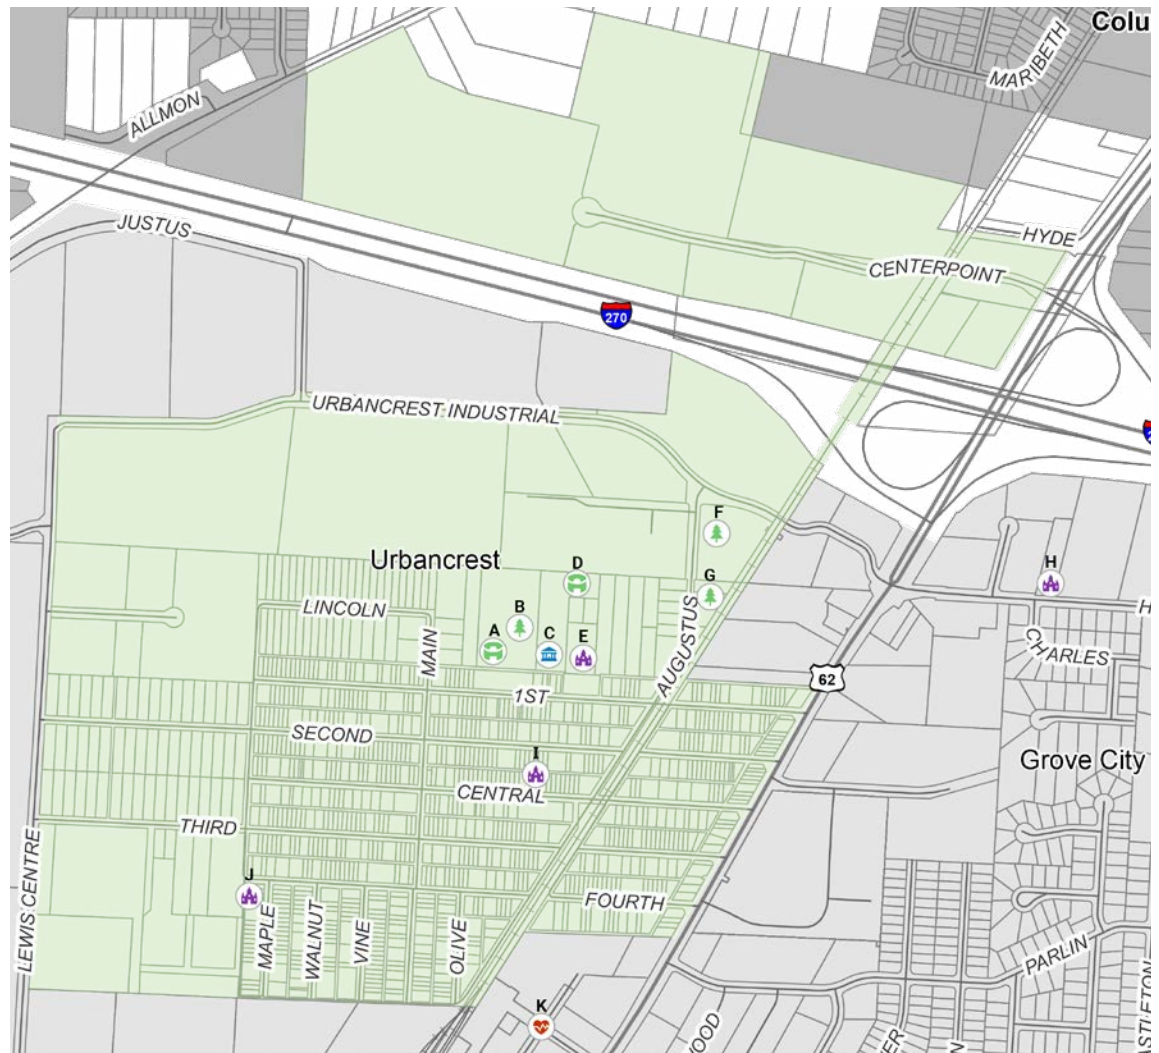 Colu
MARIBETH
ALLMON
JUSTUS
HYDE
CENTERPOINT
270
URBANCREST INDUSTRIAL
F
Urbancrest
D
H
G
B
LINCOLN
A
C
E
MAIN
AUGUSTUS
CHARLES
62
1ST
SECOND
I
Grove City
CENTRAL
THIRD
LEWIS CENTRE
J
FOURTH
MAPLE
WALNUT
VINE
OLIVE
PARLIN
K